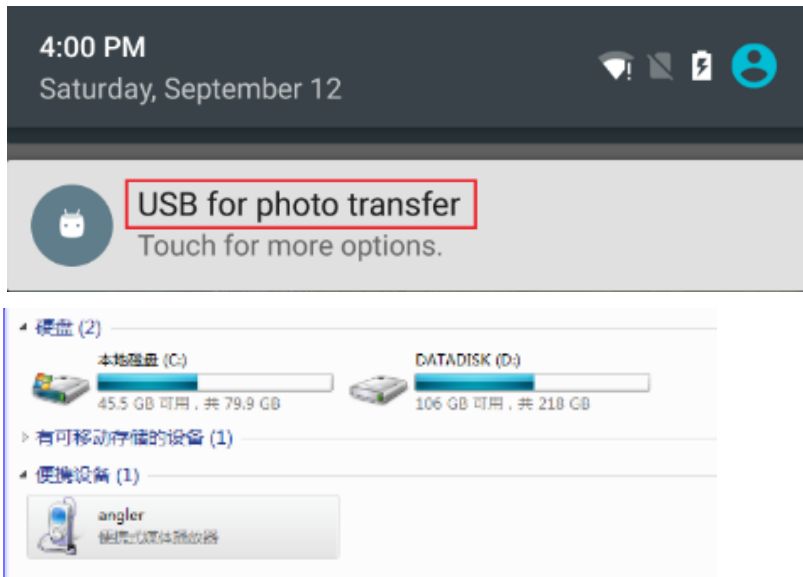 4:00 PM
Saturday, September 12
USB for photo transfer
Touch for more options.
硬盘 (2)
本地磁盘 (C:)
DATADISK (D:)
45.5 GB 可用，共 79.9 GB
106 GB 可用，共 218 GB
有可移动存储的设备 (1)
便携设备 (1)
angler
便携式媒体播放器